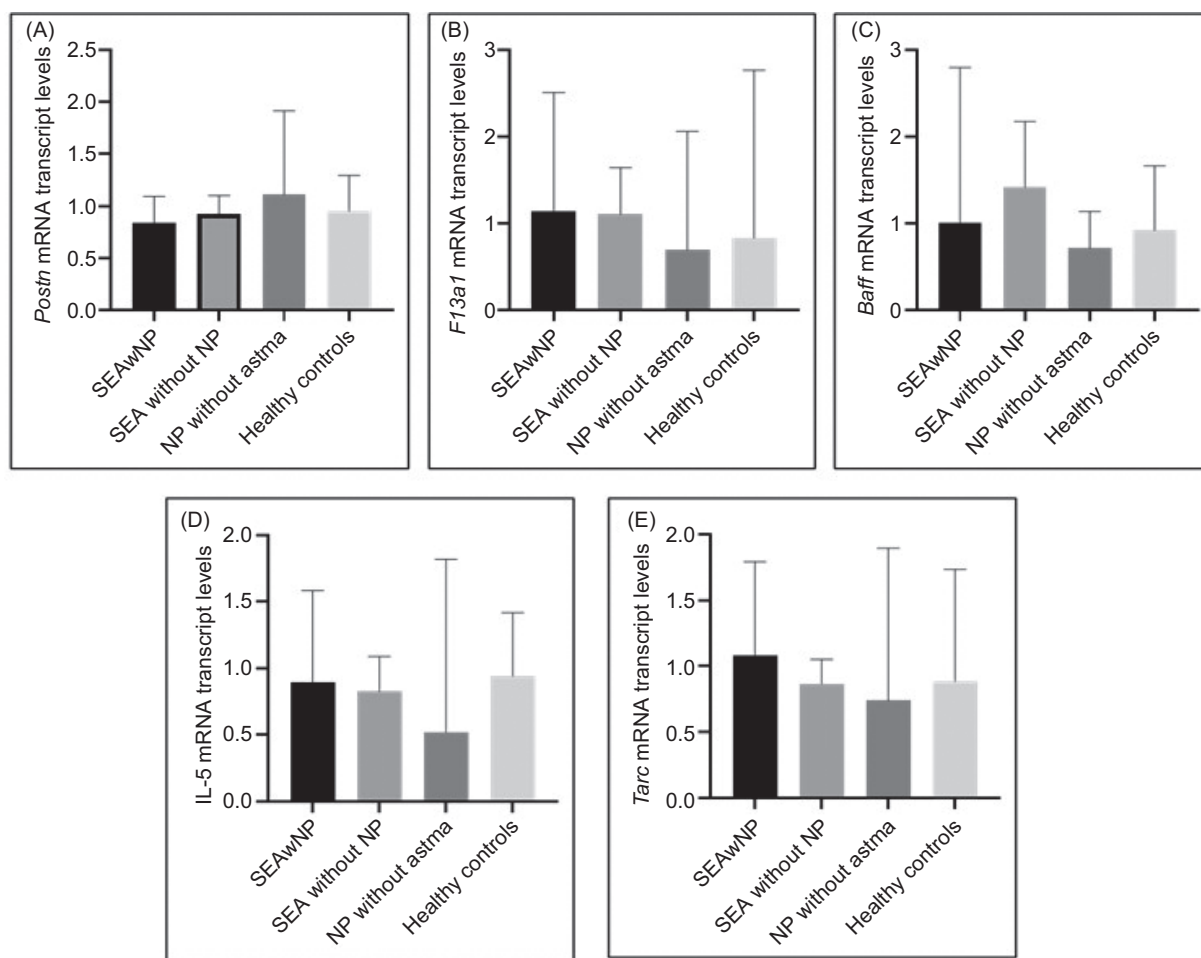 (A)
Postn mRNA transcript levels
2.5
2.0
1.5
1.0
0.5
0.0
SEAwNP
SEA without NP
NP without astma
Healthy controls
(B)
F13a1 mRNA transcript levels
3
2
1
0
SEAwNP
SEA without NP
NP without astma
Healthy controls
(C)
Baff mRNA transcript levels
3
2
1
0
SEAwNP
SEA without NP
NP without astma
Healthy controls
(D)
IL-5 mRNA transcript levels
2.0
1.5
1.0
0.5
0.0
SEAwNP
SEA without NP
NP without astma
Healthy controls
(E)
Tarc mRNA transcript levels
2.0
1.5
1.0
0.5
0.0
SEAwNP
SEA without NP
NP without astma
Healthy controls